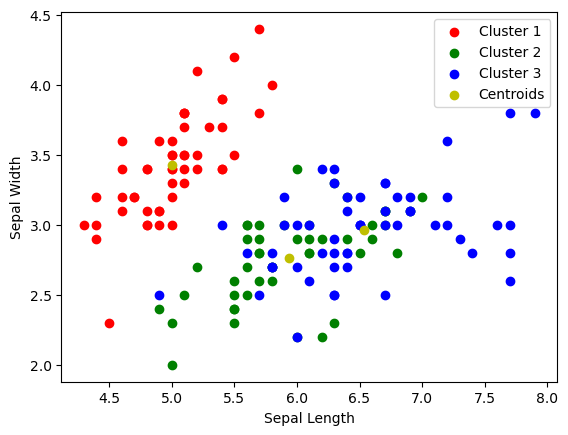 4.5
4.0
3.5
3.0
2.5
2.0
Sepal Width
Cluster 1
Cluster 2
Cluster 3
Centroids
4.5 5.0 5.5 6.0 6.5 7.0 7.5 8.0
Sepal Length